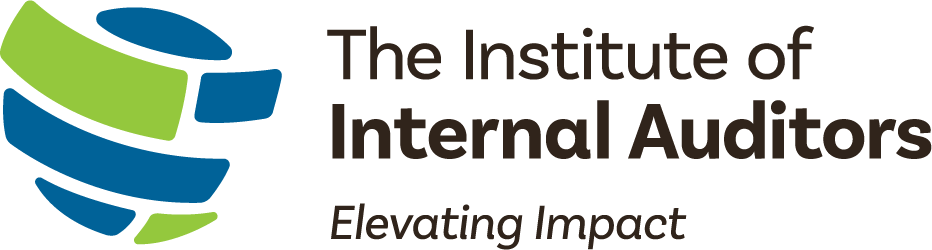 The Institute of
Internal Auditors
Elevating Impact